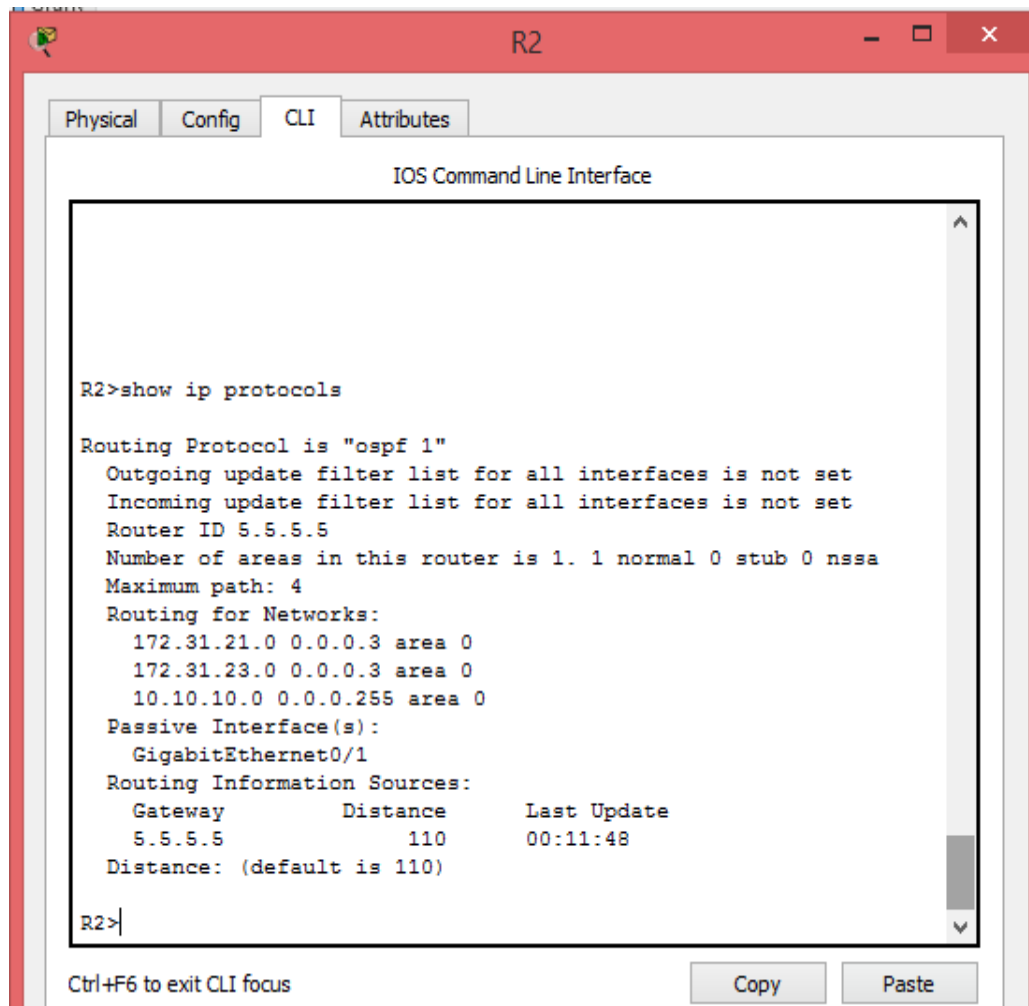 R2
Physical Config CLI Attributes
IOS Command Line Interface
R2>show ip protocols
Routing Protocol is "ospf 1"
Outgoing update filter list for all interfaces is not set
Incoming update filter list for all interfaces is not set
Router ID 5.5.5.5
Number of areas in this router is 1. 1 normal 0 stub 0 nssa
Maximum path: 4
Routing for Networks:
172.31.21.0 0.0.0.3 area 0
172.31.23.0 0.0.0.3 area 0
10.10.10.0 0.0.0.255 area 0
Passive Interface(s):
GigabitEthernet0/1
Routing Information Sources:
Gateway Distance Last Update
5.5.5.5 110 00:11:48
Distance: (default is 110)
R2>
Ctrl+F6 to exit CLI focus Copy Paste